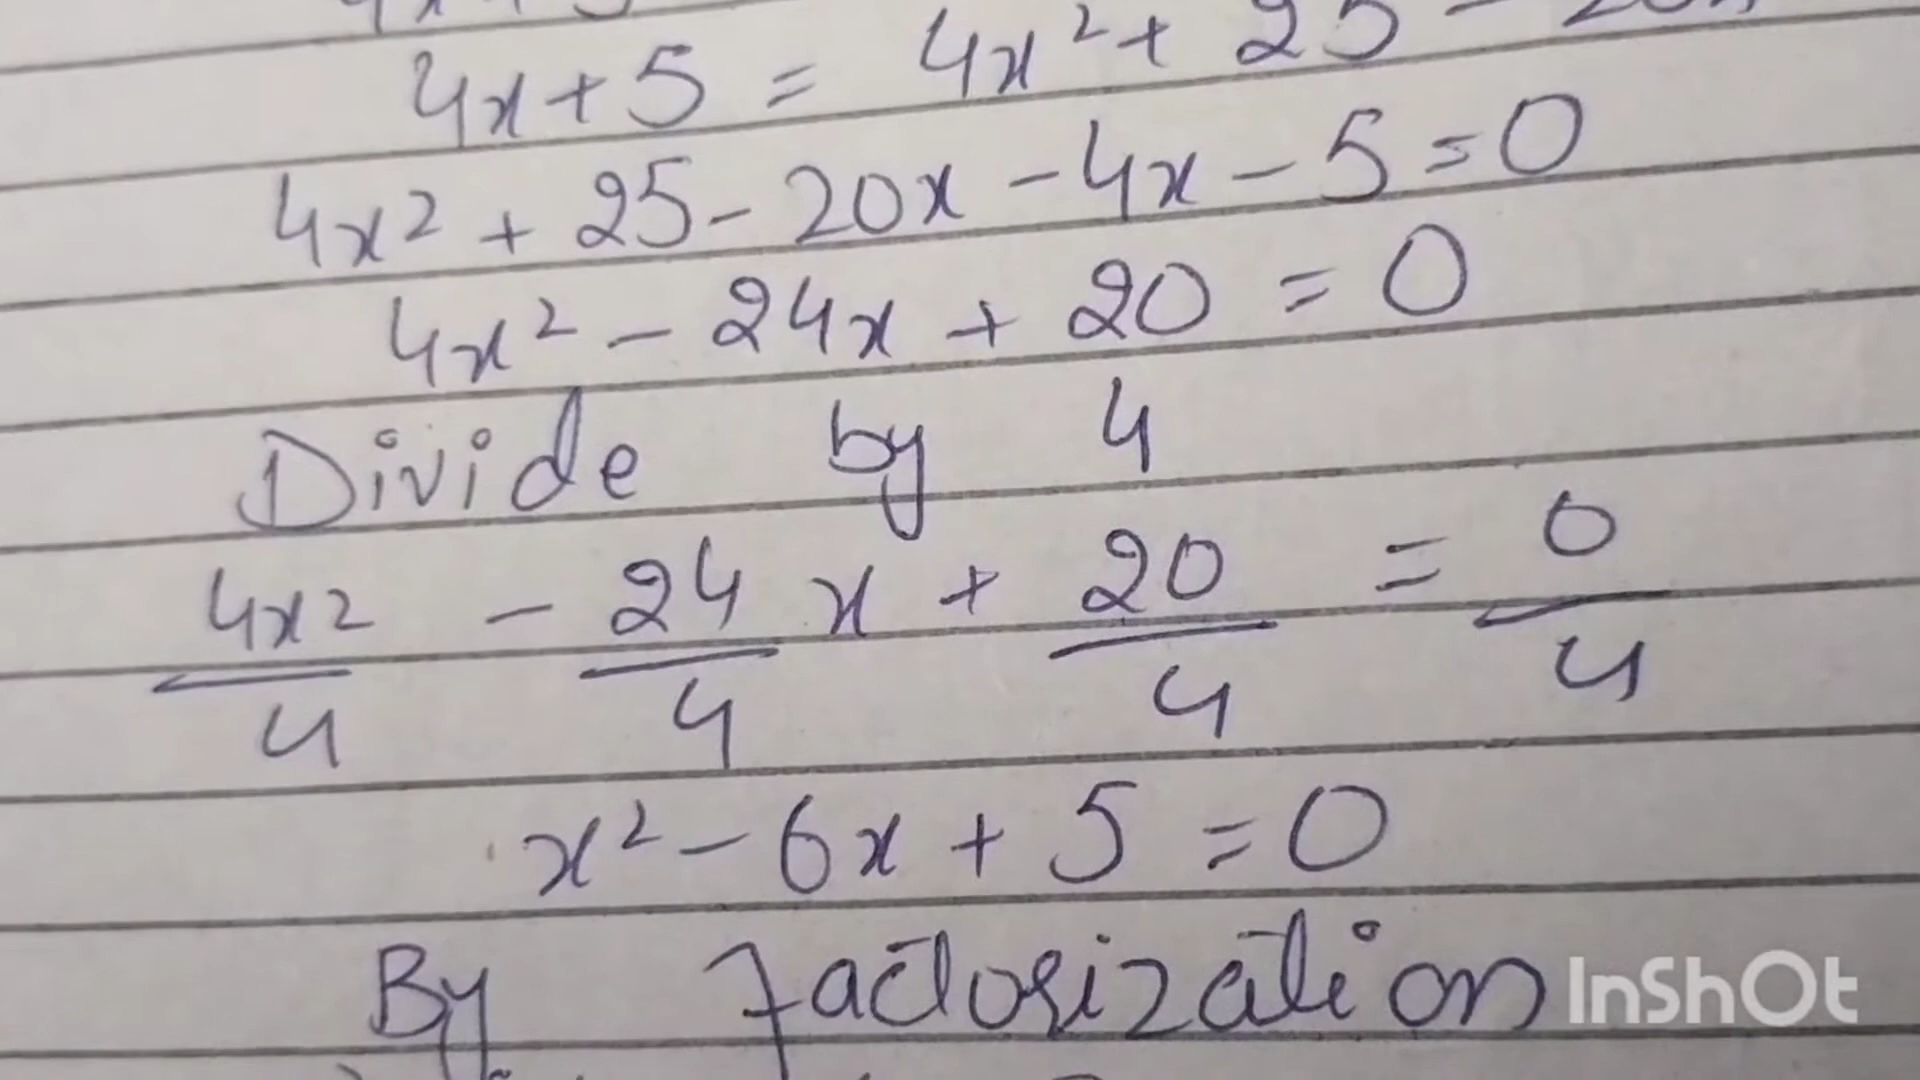 4x+5 = 4x² + 25 -
4x² + 25 - 20x - 4x - 5 = 0
4x² - 24x + 20 = 0
Divide by 4
4x²/4 - 24/4 x + 20/4 = 0/4
x² - 6x + 5 = 0
By Factorization
InShOt